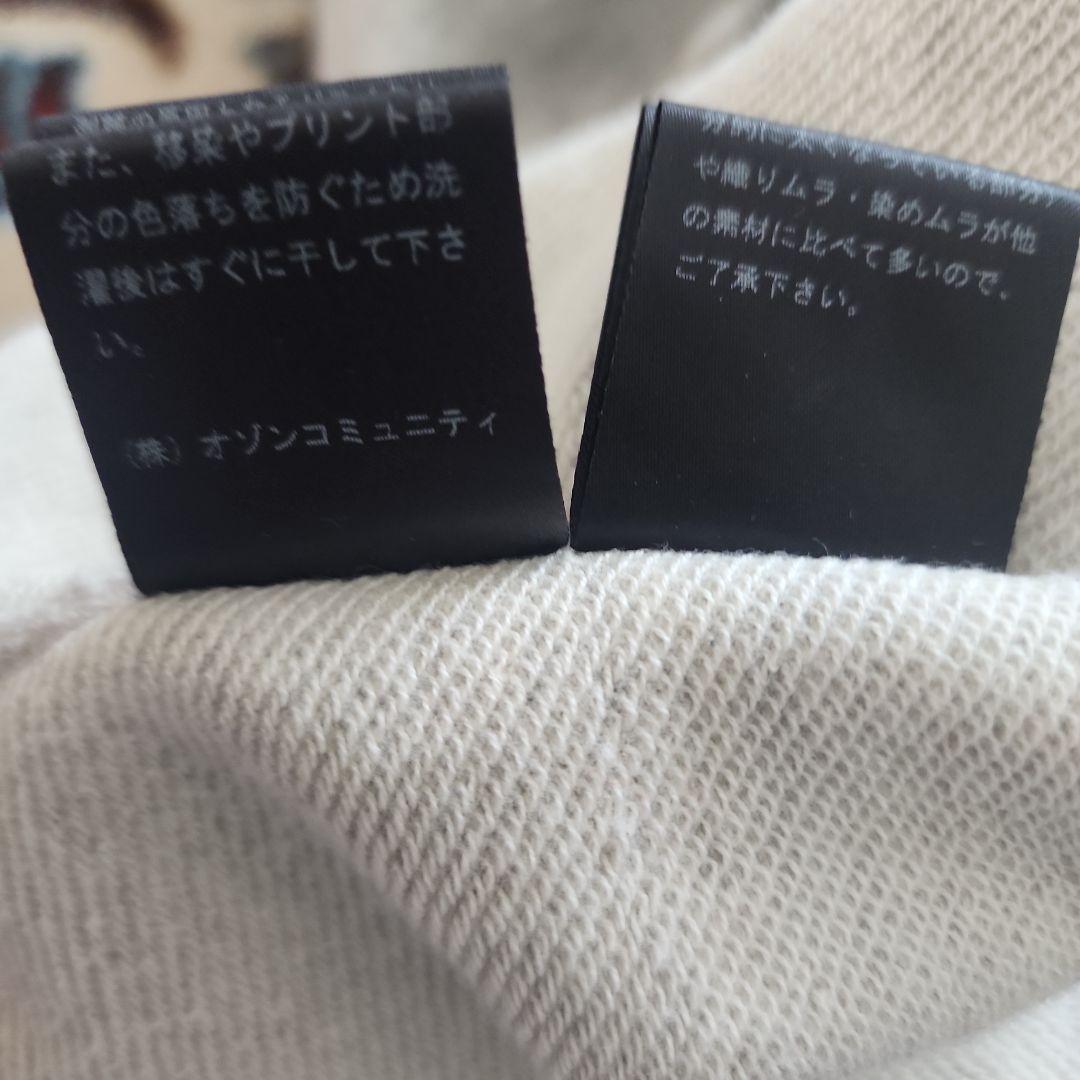 また、移染やプリント部
分の色落ちを防ぐため洗
濯後はすぐに干して下さ
い。
（株）オゾンコミュニティ
や織りムラ・染めムラが他
の素材に比べて多いので、
ご了承下さい。